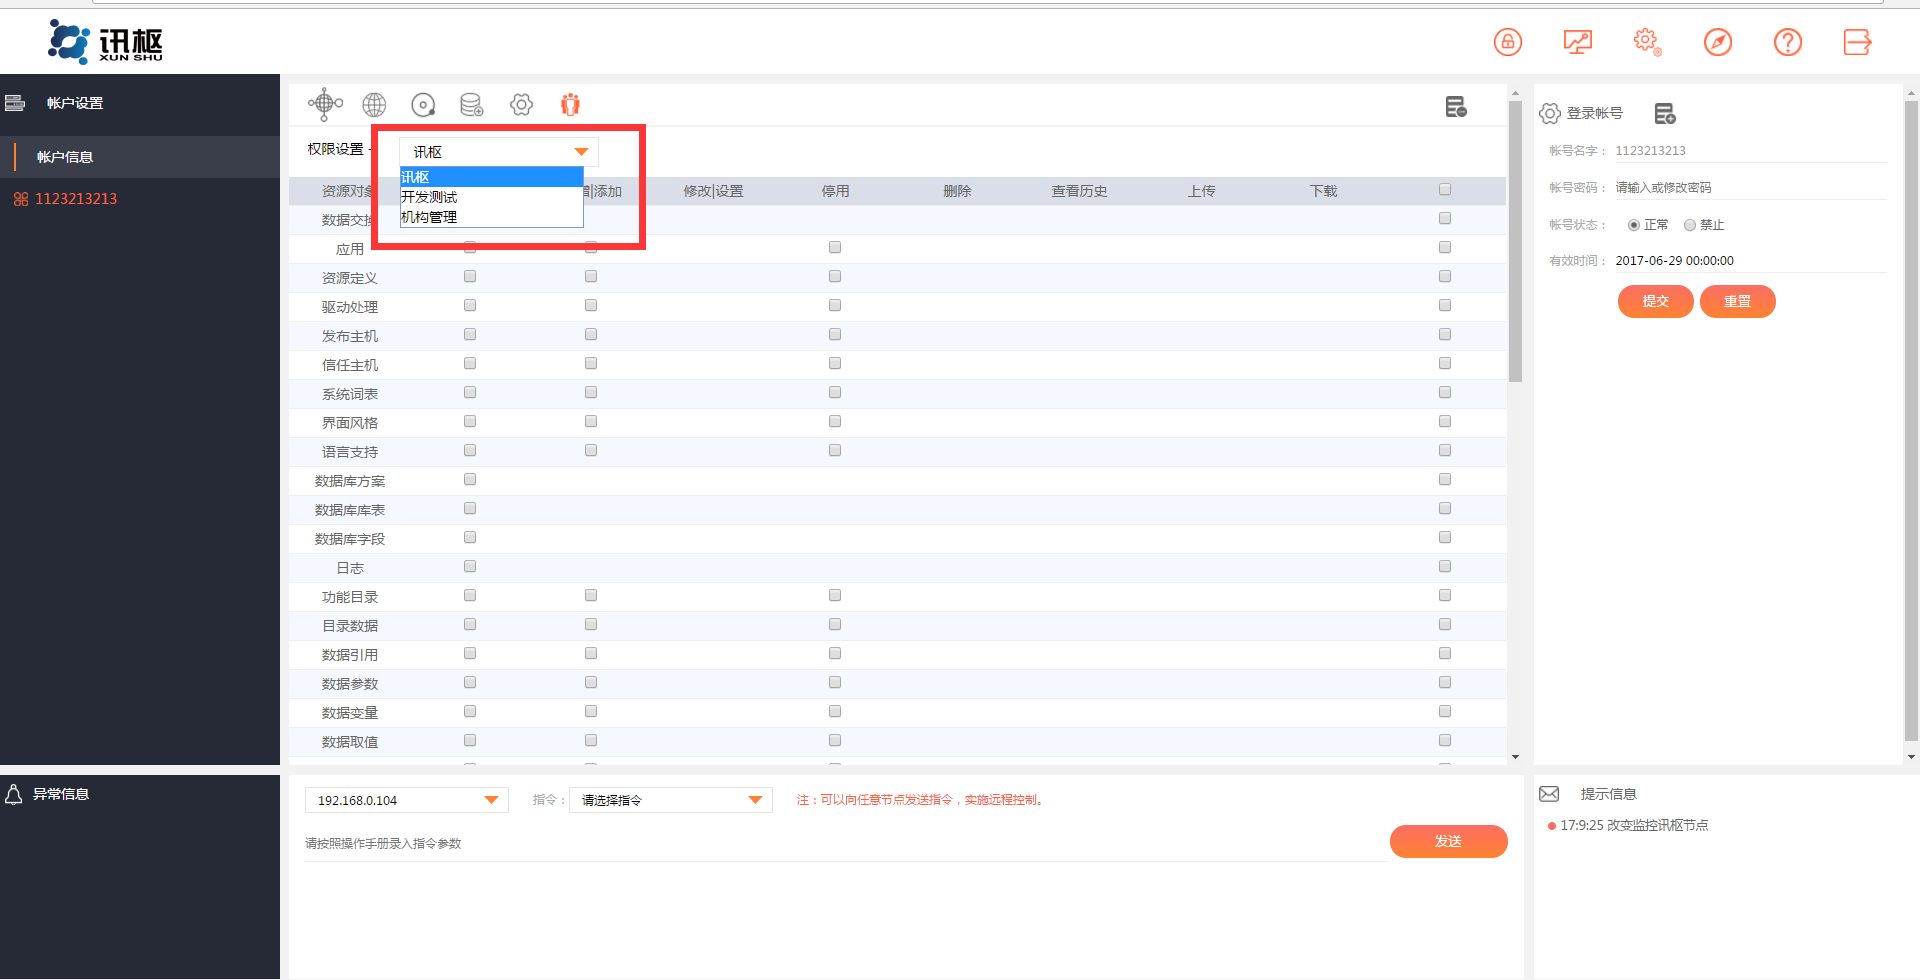 讯枢
XUN SHU
帐户设置
帐户信息
1123213213
权限设置 -
讯枢
讯枢
开发测试
机构管理
资源对象 增|添加 修改|设置 停用 删除 查看历史 上传 下载
数据交换
应用
资源定义
驱动处理
发布主机
信任主机
系统词表
界面风格
语言支持
数据库方案
数据库库表
数据库字段
日志
功能目录
目录数据
数据引用
数据参数
数据变量
数据取值
登录帐号
帐号名字： 1123213213
帐号密码： 请输入或修改密码
帐号状态： 正常 禁止
有效时间： 2017-06-29 00:00:00
提交 重置
异常信息
192.168.0.104 指令： 请选择指令 注：可以向任意节点发送指令，实施远程控制。
请按照操作手册录入指令参数
发送
提示信息
17:9:25 改变监控讯枢节点